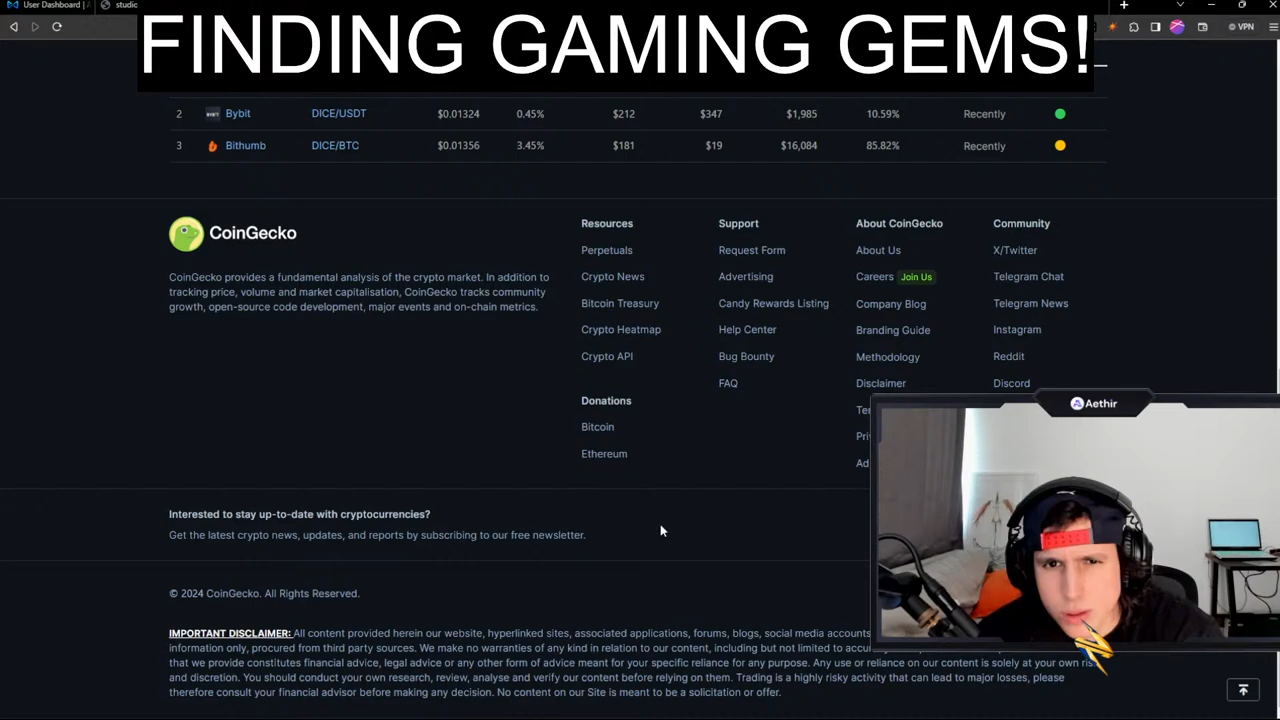 User Dashboard |
studic
FINDING GAMING GEMS!
VPN
2 Bybit DICE/USDT $0.01324 0.45% $212 $347 $1,985 10.59% Recently
3 Bithumb DICE/BTC $0.01356 3.45% $181 $19 $16,084 85.82% Recently
CoinGecko
CoinGecko provides a fundamental analysis of the crypto market. In addition to
tracking price, volume and market capitalisation, CoinGecko tracks community
growth, open-source code development, major events and on-chain metrics.
Resources
Perpetuals
Crypto News
Bitcoin Treasury
Crypto Heatmap
Crypto API
Donations
Bitcoin
Ethereum
Support
Request Form
Advertising
Candy Rewards Listing
Help Center
Bug Bounty
FAQ
About CoinGecko
About Us
Careers Join Us
Company Blog
Branding Guide
Methodology
Disclaimer
Ter
Pri
Ad
Community
X/Twitter
Telegram Chat
Telegram News
Instagram
Reddit
Discord
Aethir
Interested to stay up-to-date with cryptocurrencies?
Get the latest crypto news, updates, and reports by subscribing to our free newsletter.
© 2024 CoinGecko. All Rights Reserved.
IMPORTANT DISCLAIMER: All content provided herein our website, hyperlinked sites, associated applications, forums, blogs, social media accounts
information only, procured from third party sources. We make no warranties of any kind in relation to our content, including but not limited to accura
that we provide constitutes financial advice, legal advice or any other form of advice meant for your specific reliance for any purpose. Any use or reliance on our content is solely at your own ris
and discretion. You should conduct your own research, review, analyse and verify our content before relying on them. Trading is a highly risky activity that can lead to major losses, please
therefore consult your financial advisor before making any decision. No content on our Site is meant to be a solicitation or offer.